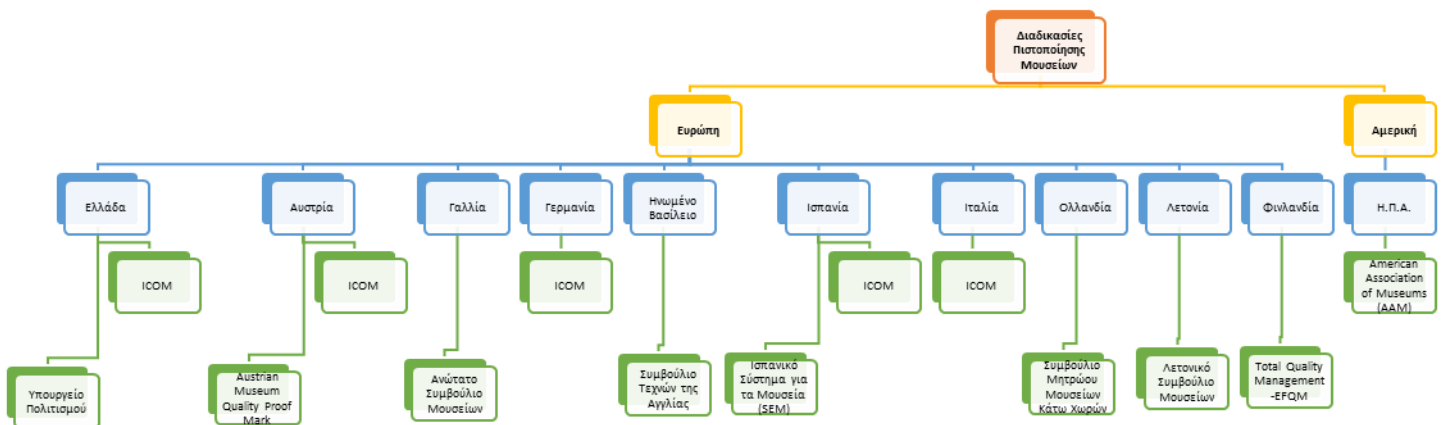 Διαδικασίες
Πιστοποίησης
Μουσείων
Ευρώπη
Αμερική
Ελλάδα
Αυστρία
Γαλλία
Γερμανία
Ηνωμένο
Βασίλειο
Ισπανία
Ιταλία
Ολλανδία
Λετονία
Φινλανδία
Η.Π.Α.
ICOM
ICOM
ICOM
ICOM
ICOM
American
Association
of Museums
(AAM)
Υπουργείο
Πολιτισμού
Austrian
Museum
Quality Proof
Mark
Ανώτατο
Συμβούλιο
Μουσείων
Συμβούλιο
Τεχνών της
Αγγλίας
Ισπανικό
Σύστημα για
τα Μουσεία
(SEM)
Συμβούλιο
Μητρώου
Μουσείων
Κάτω Χωρών
Λετονικό
Συμβούλιο
Μουσείων
Total Quality
Management
-EFQM